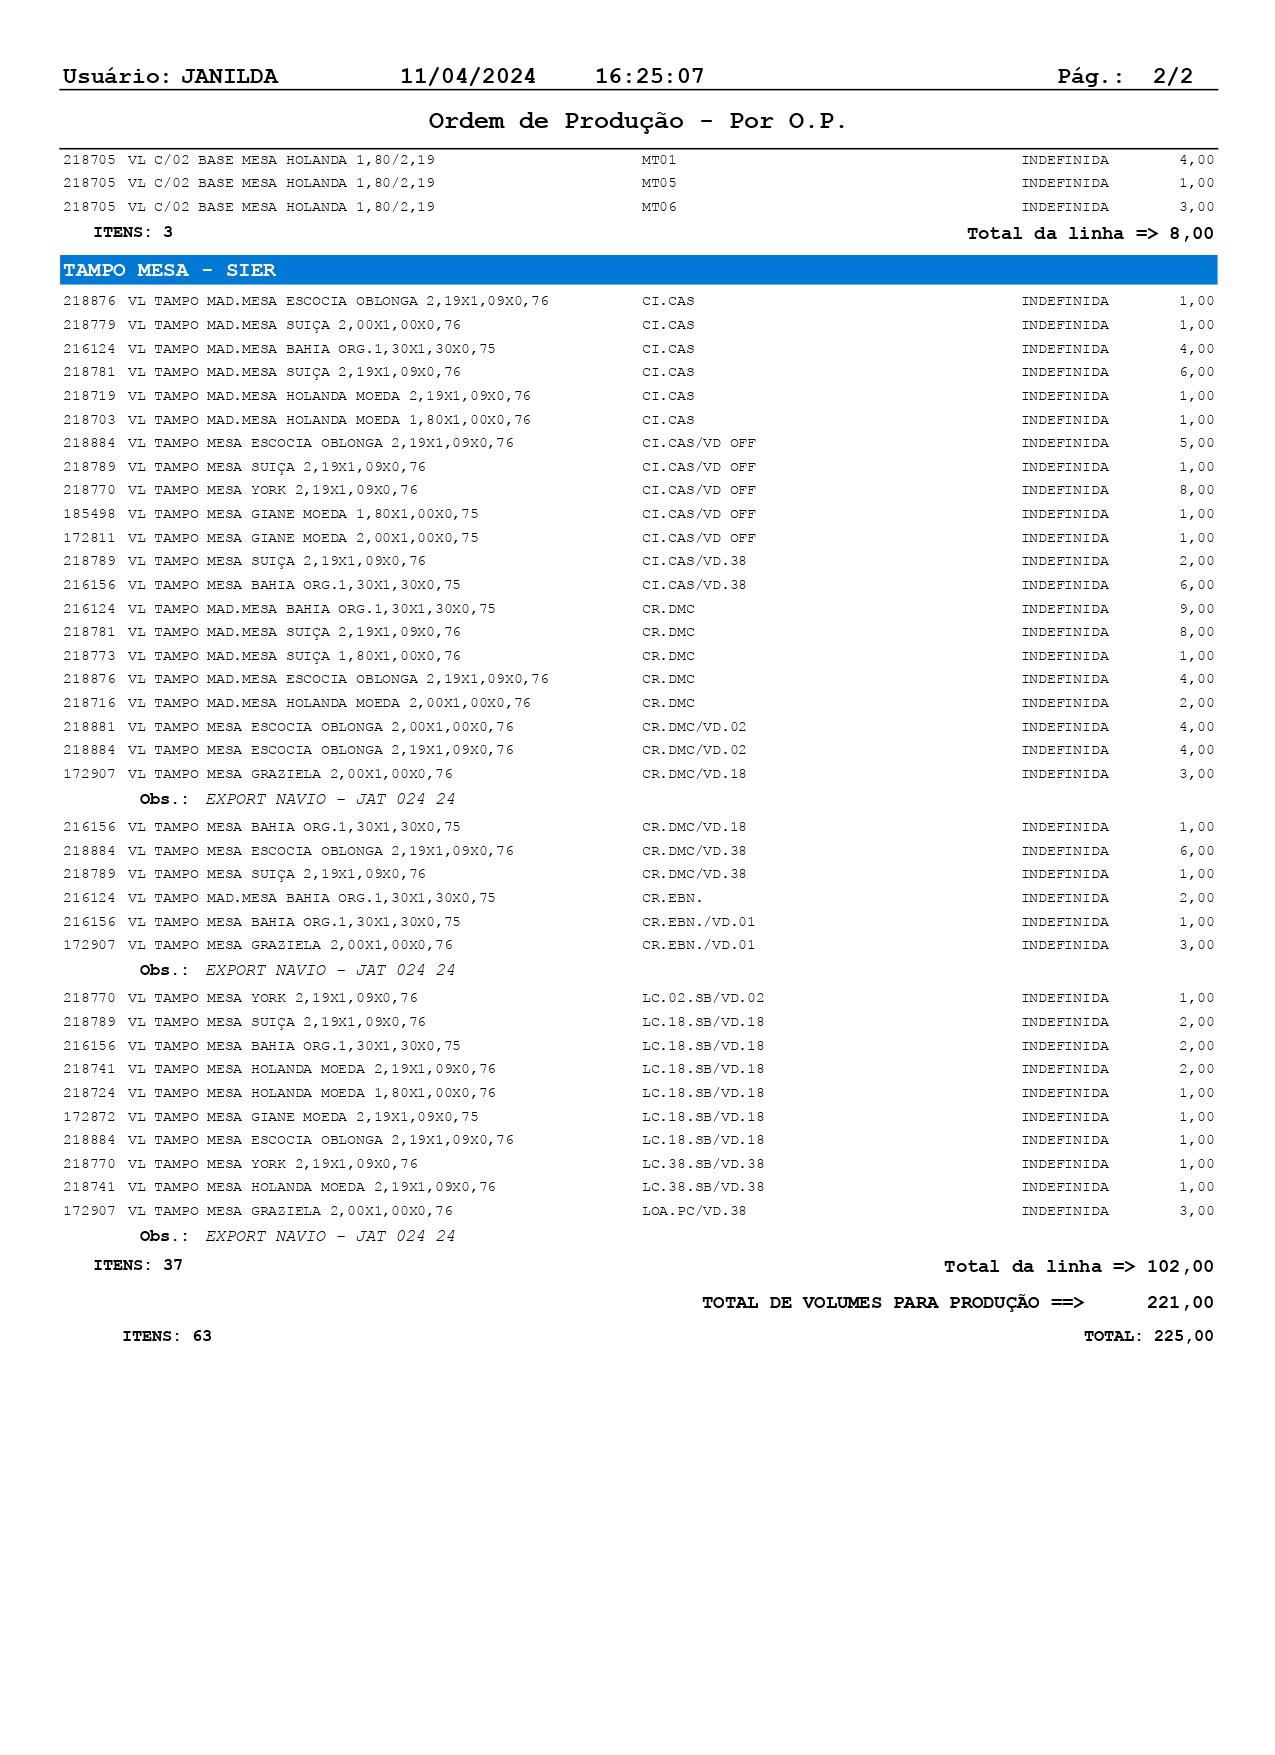 Usuário: JANILDA 11/04/2024 16:25:07 Pág.: 2/2
Ordem de Produção - Por O.P.
218705 VL C/02 BASE MESA HOLANDA 1,80/2,19 MT01 INDEFINIDA 4,00
218705 VL C/02 BASE MESA HOLANDA 1,80/2,19 MT05 INDEFINIDA 1,00
218705 VL C/02 BASE MESA HOLANDA 1,80/2,19 MT06 INDEFINIDA 3,00
ITENS: 3 Total da linha => 8,00
TAMPO MESA - SIER
218876 VL TAMPO MAD.MESA ESCOCIA OBLONGA 2,19X1,09X0,76 CI.CAS INDEFINIDA 1,00
218779 VL TAMPO MAD.MESA SUIÇA 2,00X1,00X0,76 CI.CAS INDEFINIDA 1,00
216124 VL TAMPO MAD.MESA BAHIA ORG.1,30X1,30X0,75 CI.CAS INDEFINIDA 4,00
218781 VL TAMPO MAD.MESA SUIÇA 2,19X1,09X0,76 CI.CAS INDEFINIDA 6,00
218719 VL TAMPO MAD.MESA HOLANDA MOEDA 2,19X1,09X0,76 CI.CAS INDEFINIDA 1,00
218703 VL TAMPO MAD.MESA HOLANDA MOEDA 1,80X1,00X0,76 CI.CAS INDEFINIDA 1,00
218884 VL TAMPO MESA ESCOCIA OBLONGA 2,19X1,09X0,76 CI.CAS/VD OFF INDEFINIDA 5,00
218789 VL TAMPO MESA SUIÇA 2,19X1,09X0,76 CI.CAS/VD OFF INDEFINIDA 1,00
218770 VL TAMPO MESA YORK 2,19X1,09X0,76 CI.CAS/VD OFF INDEFINIDA 8,00
185498 VL TAMPO MESA GIANE MOEDA 1,80X1,00X0,75 CI.CAS/VD OFF INDEFINIDA 1,00
172811 VL TAMPO MESA GIANE MOEDA 2,00X1,00X0,75 CI.CAS/VD OFF INDEFINIDA 1,00
218789 VL TAMPO MESA SUIÇA 2,19X1,09X0,76 CI.CAS/VD.38 INDEFINIDA 2,00
216156 VL TAMPO MESA BAHIA ORG.1,30X1,30X0,75 CI.CAS/VD.38 INDEFINIDA 6,00
216124 VL TAMPO MAD.MESA BAHIA ORG.1,30X1,30X0,75 CR.DMC INDEFINIDA 9,00
218781 VL TAMPO MAD.MESA SUIÇA 2,19X1,09X0,76 CR.DMC INDEFINIDA 8,00
218773 VL TAMPO MAD.MESA SUIÇA 1,80X1,00X0,76 CR.DMC INDEFINIDA 1,00
218876 VL TAMPO MAD.MESA ESCOCIA OBLONGA 2,19X1,09X0,76 CR.DMC INDEFINIDA 4,00
218716 VL TAMPO MAD.MESA HOLANDA MOEDA 2,00X1,00X0,76 CR.DMC INDEFINIDA 2,00
218881 VL TAMPO MESA ESCOCIA OBLONGA 2,00X1,00X0,76 CR.DMC/VD.02 INDEFINIDA 4,00
218884 VL TAMPO MESA ESCOCIA OBLONGA 2,19X1,09X0,76 CR.DMC/VD.02 INDEFINIDA 4,00
172907 VL TAMPO MESA GRAZIELA 2,00X1,00X0,76 CR.DMC/VD.18 INDEFINIDA 3,00
Obs.: EXPORT NAVIO - JAT 024 24
216156 VL TAMPO MESA BAHIA ORG.1,30X1,30X0,75 CR.DMC/VD.18 INDEFINIDA 1,00
218884 VL TAMPO MESA ESCOCIA OBLONGA 2,19X1,09X0,76 CR.DMC/VD.38 INDEFINIDA 6,00
218789 VL TAMPO MESA SUIÇA 2,19X1,09X0,76 CR.DMC/VD.38 INDEFINIDA 1,00
216124 VL TAMPO MAD.MESA BAHIA ORG.1,30X1,30X0,75 CR.EBN. INDEFINIDA 2,00
216156 VL TAMPO MESA BAHIA ORG.1,30X1,30X0,75 CR.EBN./VD.01 INDEFINIDA 1,00
172907 VL TAMPO MESA GRAZIELA 2,00X1,00X0,76 CR.EBN./VD.01 INDEFINIDA 3,00
Obs.: EXPORT NAVIO - JAT 024 24
218770 VL TAMPO MESA YORK 2,19X1,09X0,76 LC.02.SB/VD.02 INDEFINIDA 1,00
218789 VL TAMPO MESA SUIÇA 2,19X1,09X0,76 LC.18.SB/VD.18 INDEFINIDA 2,00
216156 VL TAMPO MESA BAHIA ORG.1,30X1,30X0,75 LC.18.SB/VD.18 INDEFINIDA 2,00
218741 VL TAMPO MESA HOLANDA MOEDA 2,19X1,09X0,76 LC.18.SB/VD.18 INDEFINIDA 2,00
218724 VL TAMPO MESA HOLANDA MOEDA 1,80X1,00X0,76 LC.18.SB/VD.18 INDEFINIDA 1,00
172872 VL TAMPO MESA GIANE MOEDA 2,19X1,09X0,75 LC.18.SB/VD.18 INDEFINIDA 1,00
218884 VL TAMPO MESA ESCOCIA OBLONGA 2,19X1,09X0,76 LC.18.SB/VD.18 INDEFINIDA 1,00
218770 VL TAMPO MESA YORK 2,19X1,09X0,76 LC.38.SB/VD.38 INDEFINIDA 1,00
218741 VL TAMPO MESA HOLANDA MOEDA 2,19X1,09X0,76 LC.38.SB/VD.38 INDEFINIDA 1,00
172907 VL TAMPO MESA GRAZIELA 2,00X1,00X0,76 LOA.PC/VD.38 INDEFINIDA 3,00
Obs.: EXPORT NAVIO - JAT 024 24
ITENS: 37 Total da linha => 102,00
TOTAL DE VOLUMES PARA PRODUÇÃO ==> 221,00
ITENS: 63 TOTAL: 225,00